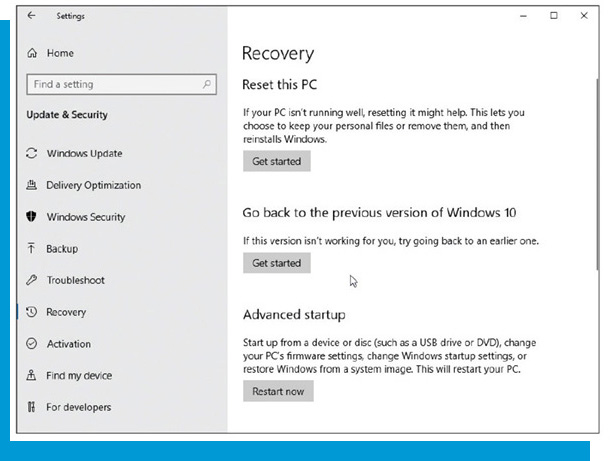 Settings
Home
Find a setting
Update & Security
Windows Update
Delivery Optimization
Windows Security
Backup
Troubleshoot
Recovery
Activation
Find my device
For developers
Recovery
Reset this PC
If your PC isn't running well, resetting it might help. This lets you
choose to keep your personal files or remove them, and then
reinstalls Windows.
Get started
Go back to the previous version of Windows 10
If this version isn't working for you, try going back to an earlier one.
Get started
Advanced startup
Start up from a device or disc (such as a USB drive or DVD), change
your PC's firmware settings, change Windows startup settings, or
restore Windows from a system image. This will restart your PC.
Restart now